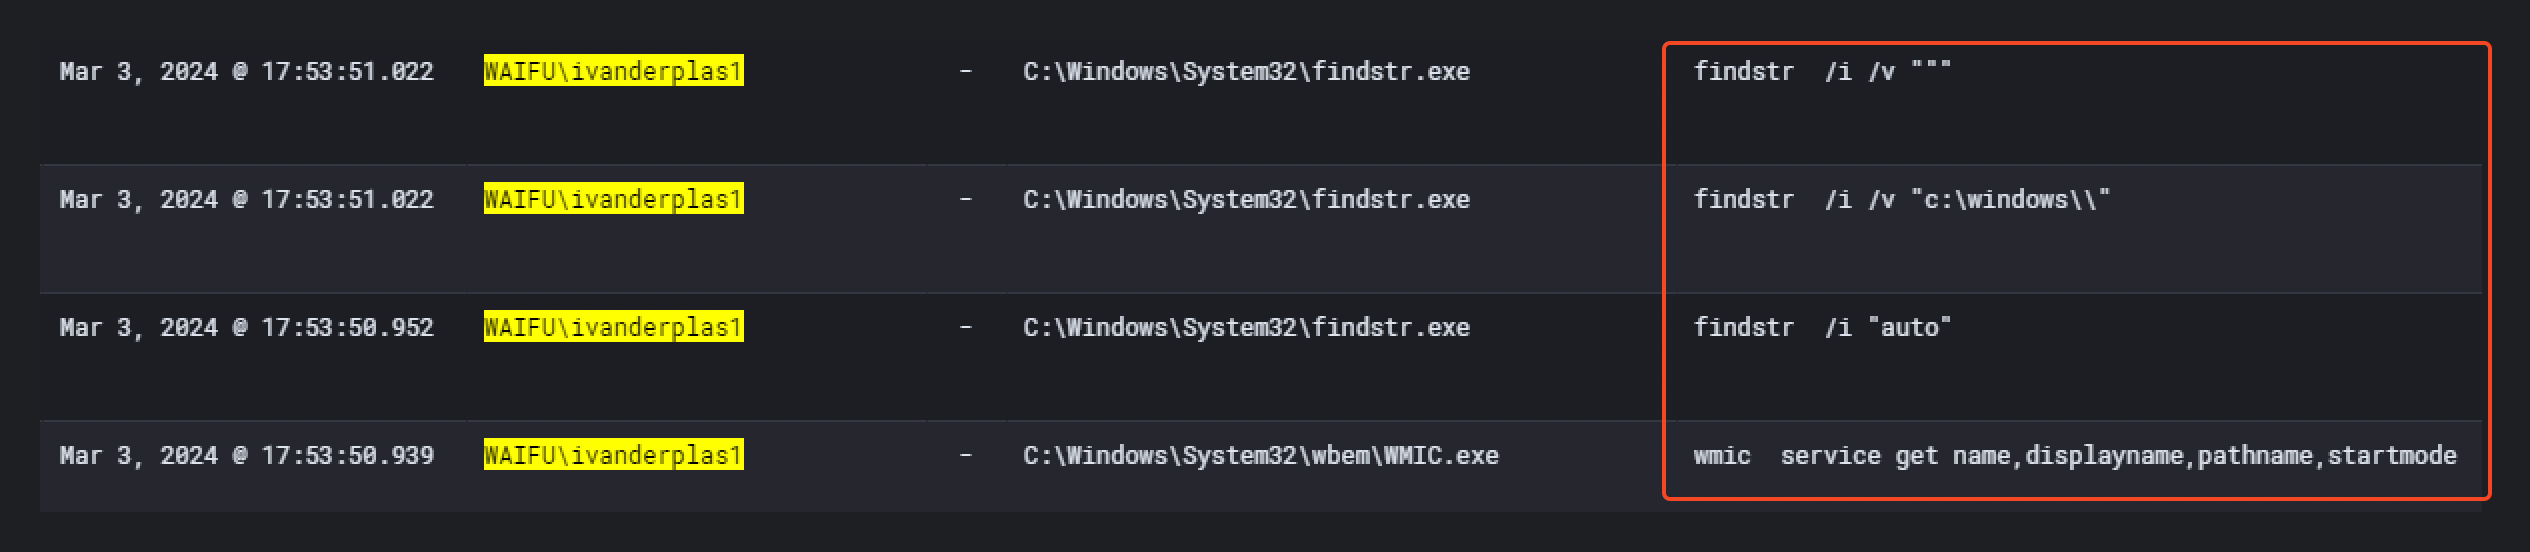 Mar 3, 2024 @ 17:53:51.022 WAIFU\ivanderplas1 - C:\Windows\System32\findstr.exe findstr  /i /v """
Mar 3, 2024 @ 17:53:51.022 WAIFU\ivanderplas1 - C:\Windows\System32\findstr.exe findstr  /i /v "c:\windows\\"
Mar 3, 2024 @ 17:53:50.952 WAIFU\ivanderplas1 - C:\Windows\System32\findstr.exe findstr  /i "auto"
Mar 3, 2024 @ 17:53:50.939 WAIFU\ivanderplas1 - C:\Windows\System32\wbem\WMIC.exe wmic  service get name,displayname,pathname,startmode